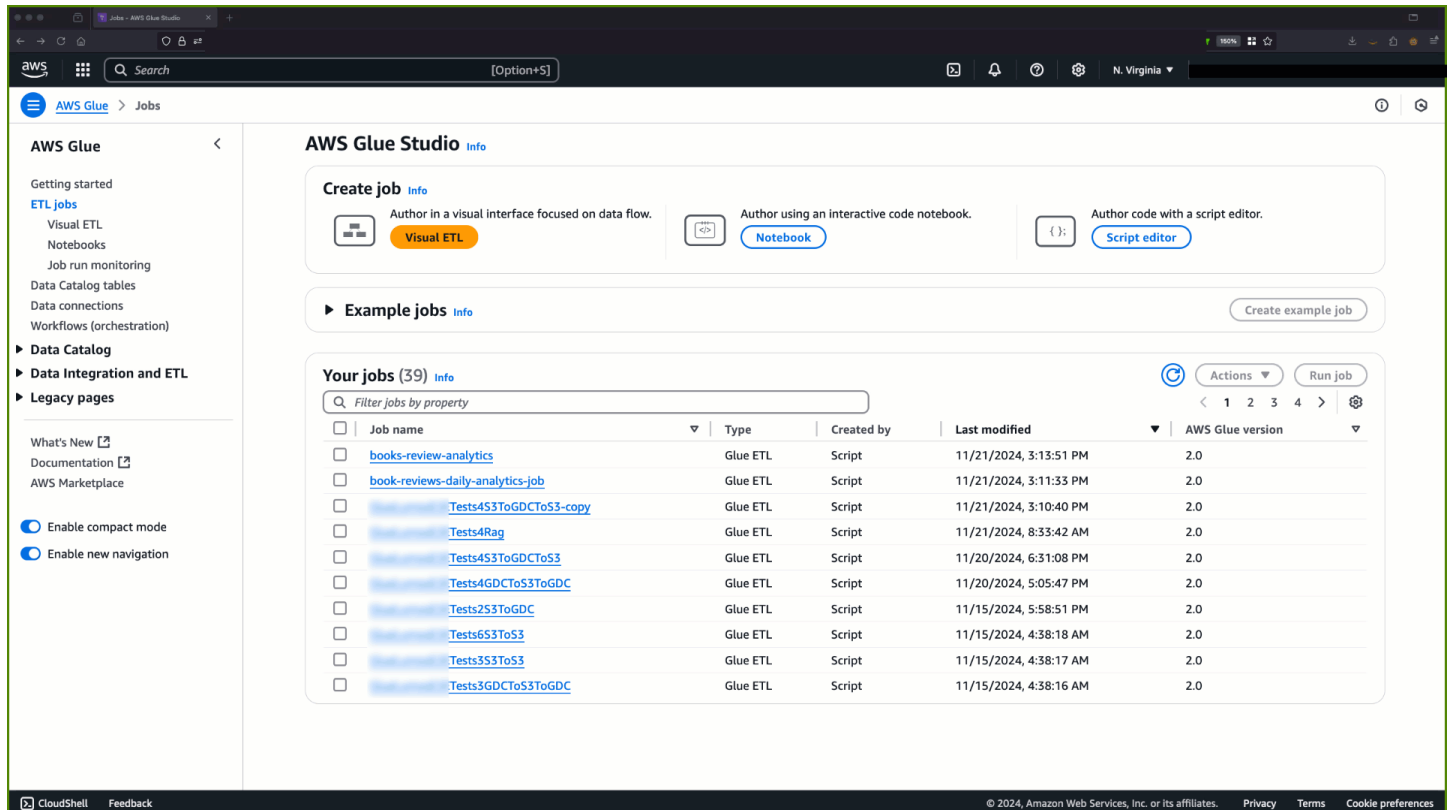 Jobs - AWS Glue Studio
150%
aws
Search [Option+S]
N. Virginia
AWS Glue > Jobs
AWS Glue
Getting started
ETL jobs
Visual ETL
Notebooks
Job run monitoring
Data Catalog tables
Data connections
Workflows (orchestration)
Data Catalog
Data Integration and ETL
Legacy pages
What's New
Documentation
AWS Marketplace
Enable compact mode
Enable new navigation
AWS Glue Studio Info
Create job Info
Author in a visual interface focused on data flow.
Visual ETL
Author using an interactive code notebook.
Notebook
Author code with a script editor.
Script editor
Example jobs Info
Create example job
Your jobs (39) Info
Actions
Run job
Filter jobs by property
1 2 3 4
Job name Type Created by Last modified AWS Glue version
books-review-analytics Glue ETL Script 11/21/2024, 3:13:51 PM 2.0
book-reviews-daily-analytics-job Glue ETL Script 11/21/2024, 3:11:33 PM 2.0
Tests4S3ToGDCToS3-copy Glue ETL Script 11/21/2024, 3:10:40 PM 2.0
Tests4Rag Glue ETL Script 11/21/2024, 8:33:42 AM 2.0
Tests4S3ToGDCToS3 Glue ETL Script 11/20/2024, 6:31:08 PM 2.0
Tests4GDCToS3ToGDC Glue ETL Script 11/20/2024, 5:05:47 PM 2.0
Tests2S3ToGDC Glue ETL Script 11/15/2024, 5:58:51 PM 2.0
Tests6S3ToS3 Glue ETL Script 11/15/2024, 4:38:18 AM 2.0
Tests3S3ToS3 Glue ETL Script 11/15/2024, 4:38:17 AM 2.0
Tests3GDCToS3ToGDC Glue ETL Script 11/15/2024, 4:38:16 AM 2.0
CloudShell Feedback
© 2024, Amazon Web Services, Inc. or its affiliates. Privacy Terms Cookie preferences